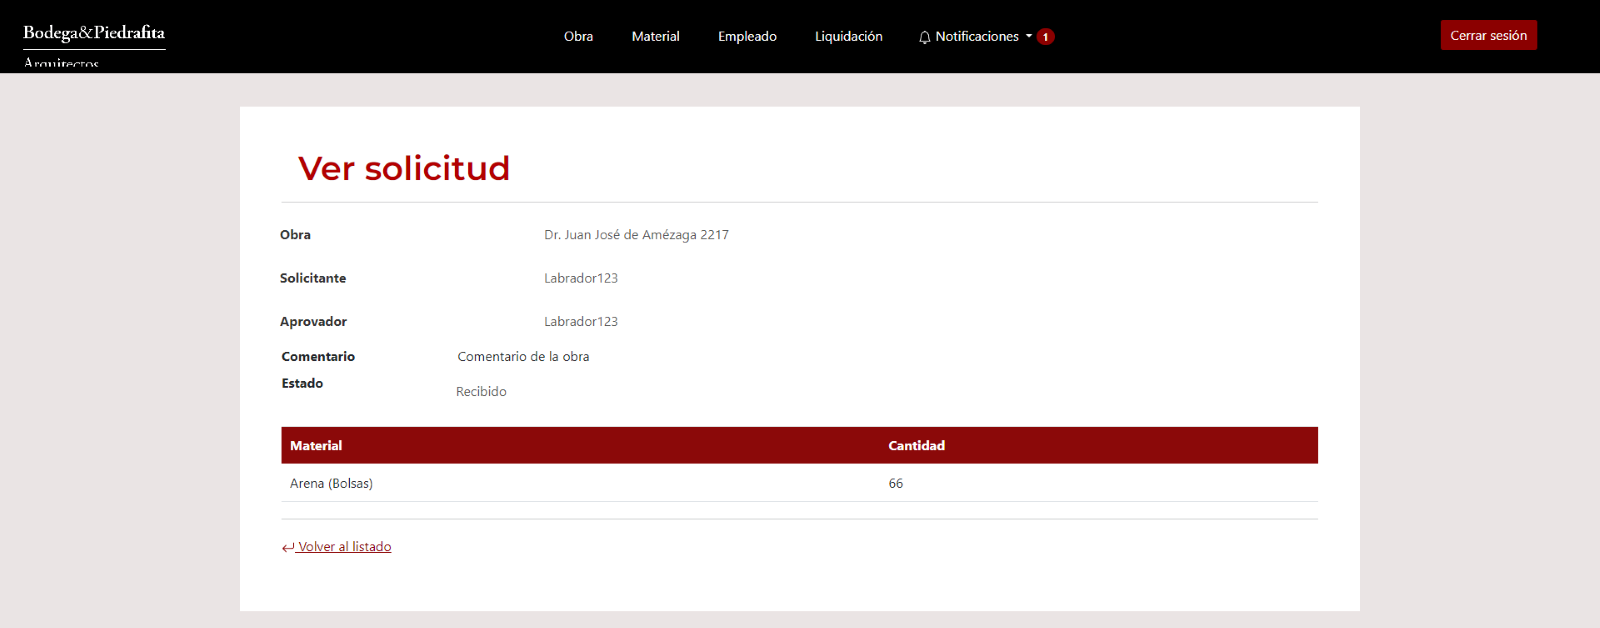 Bodega&Piedrafita
Arquitectos
Obra Material Empleado Liquidación Notificaciones 1 Cerrar sesión
Ver solicitud
Obra Dr. Juan José de Amézaga 2217
Solicitante Labrador123
Aprovador Labrador123
Comentario Comentario de la obra
Estado Recibido
Material Cantidad
Arena (Bolsas) 66
Volver al listado